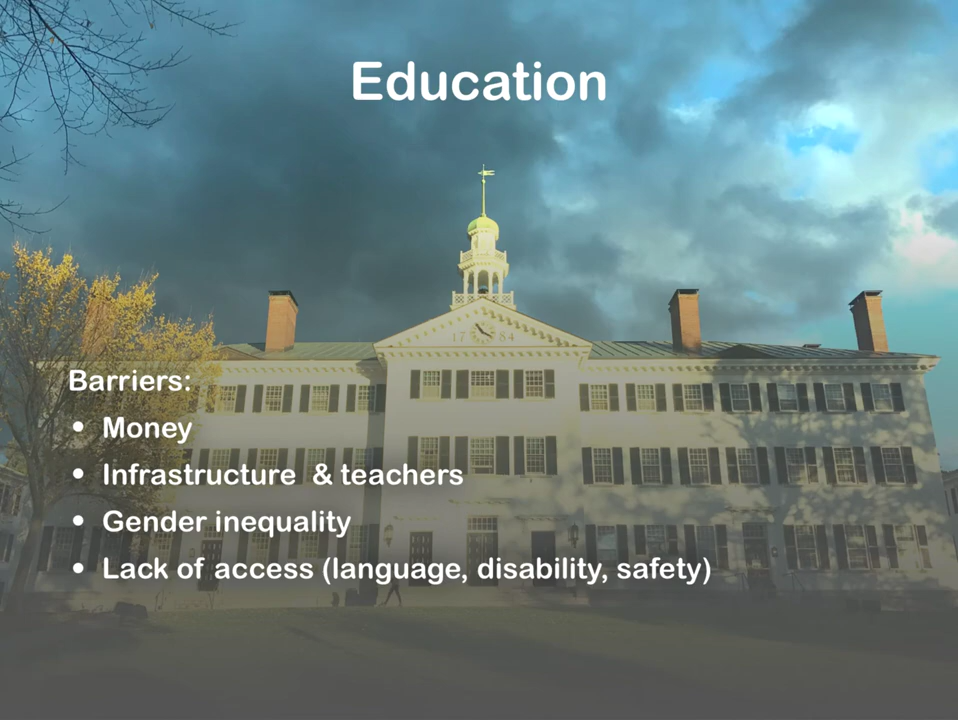 Education
17 84
Barriers:
• Money
• Infrastructure & teachers
• Gender inequality
• Lack of access (language, disability, safety)